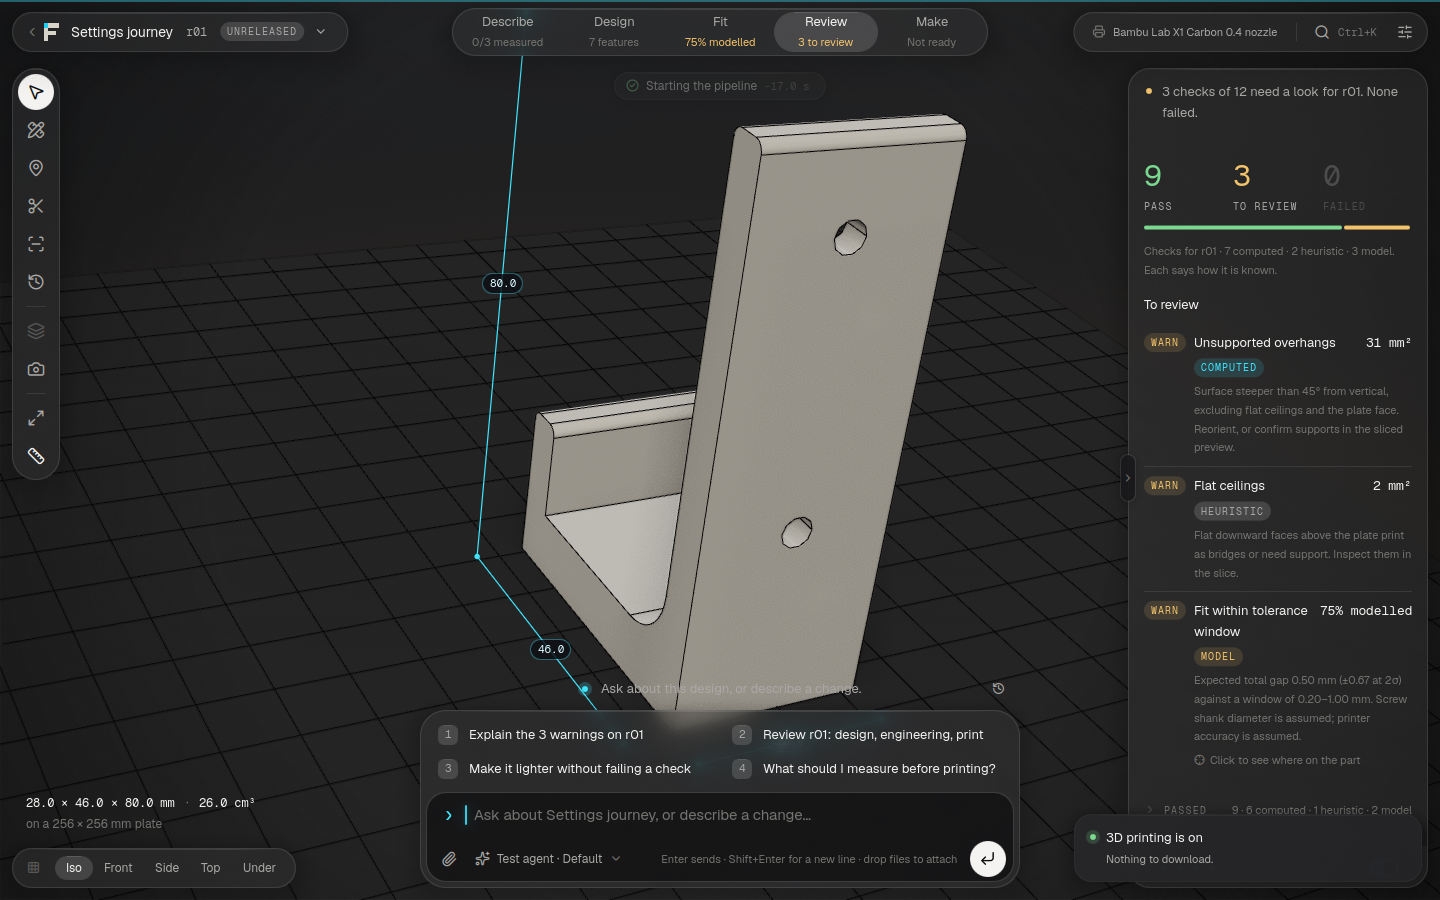 Settings journey r01 UNRELEASED
Describe
0/3 measured
Design
7 features
Fit
75% modelled
Review
3 to review
Make
Not ready
Bambu Lab X1 Carbon 0.4 nozzle
Ctrl+K
Starting the pipeline -17.0 s
80.0
46.0
3 checks of 12 need a look for r01. None
failed.
9
PASS
3
TO REVIEW
0
FAILED
Checks for r01 · 7 computed · 2 heuristic · 3 model.
Each says how it is known.
To review
WARN Unsupported overhangs 31 mm²
COMPUTED
Surface steeper than 45° from vertical,
excluding flat ceilings and the plate face.
Reorient, or confirm supports in the sliced
preview.
WARN Flat ceilings 2 mm²
HEURISTIC
Flat downward faces above the plate print
as bridges or need support. Inspect them in
the slice.
WARN Fit within tolerance 75% modelled
window
MODEL
Expected total gap 0.50 mm (±0.67 at 2σ)
against a window of 0.20–1.00 mm. Screw
shank diameter is assumed; printer
accuracy is assumed.
Click to see where on the part
PASSED 9 · 6 computed · 1 heuristic · 2 model
3D printing is on
Nothing to download.
Ask about this design, or describe a change.
1 Explain the 3 warnings on r01
2 Review r01: design, engineering, print
3 Make it lighter without failing a check
4 What should I measure before printing?
Ask about Settings journey, or describe a change...
Test agent · Default
Enter sends · Shift+Enter for a new line · drop files to attach
28.0 × 46.0 × 80.0 mm · 26.0 cm³
on a 256 × 256 mm plate
Iso Front Side Top Under